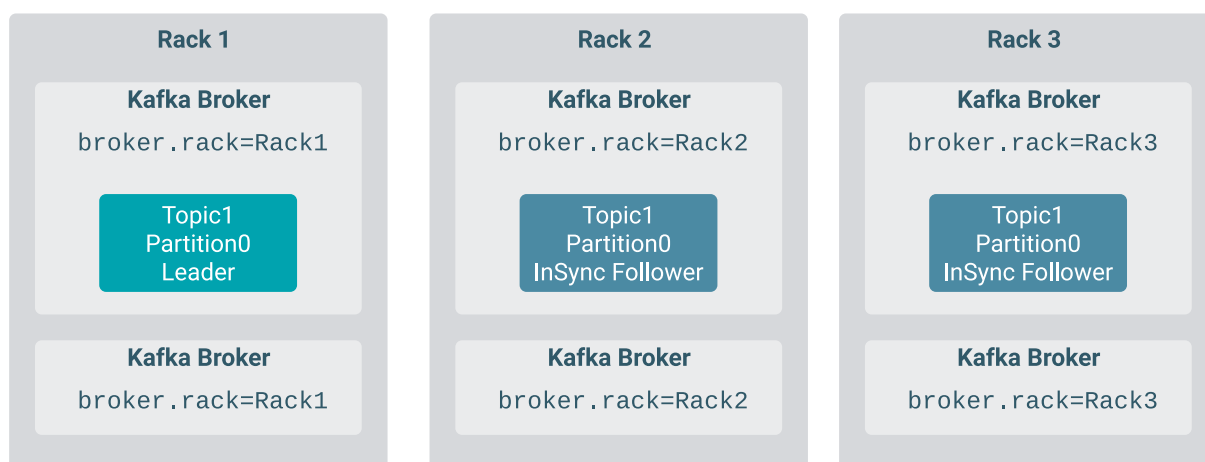 Rack 1
Kafka Broker
broker.rack=Rack1
Topic1
Partition0
Leader
Kafka Broker
broker.rack=Rack1
Rack 2
Kafka Broker
broker.rack=Rack2
Topic1
Partition0
InSync Follower
Kafka Broker
broker.rack=Rack2
Rack 3
Kafka Broker
broker.rack=Rack3
Topic1
Partition0
InSync Follower
Kafka Broker
broker.rack=Rack3